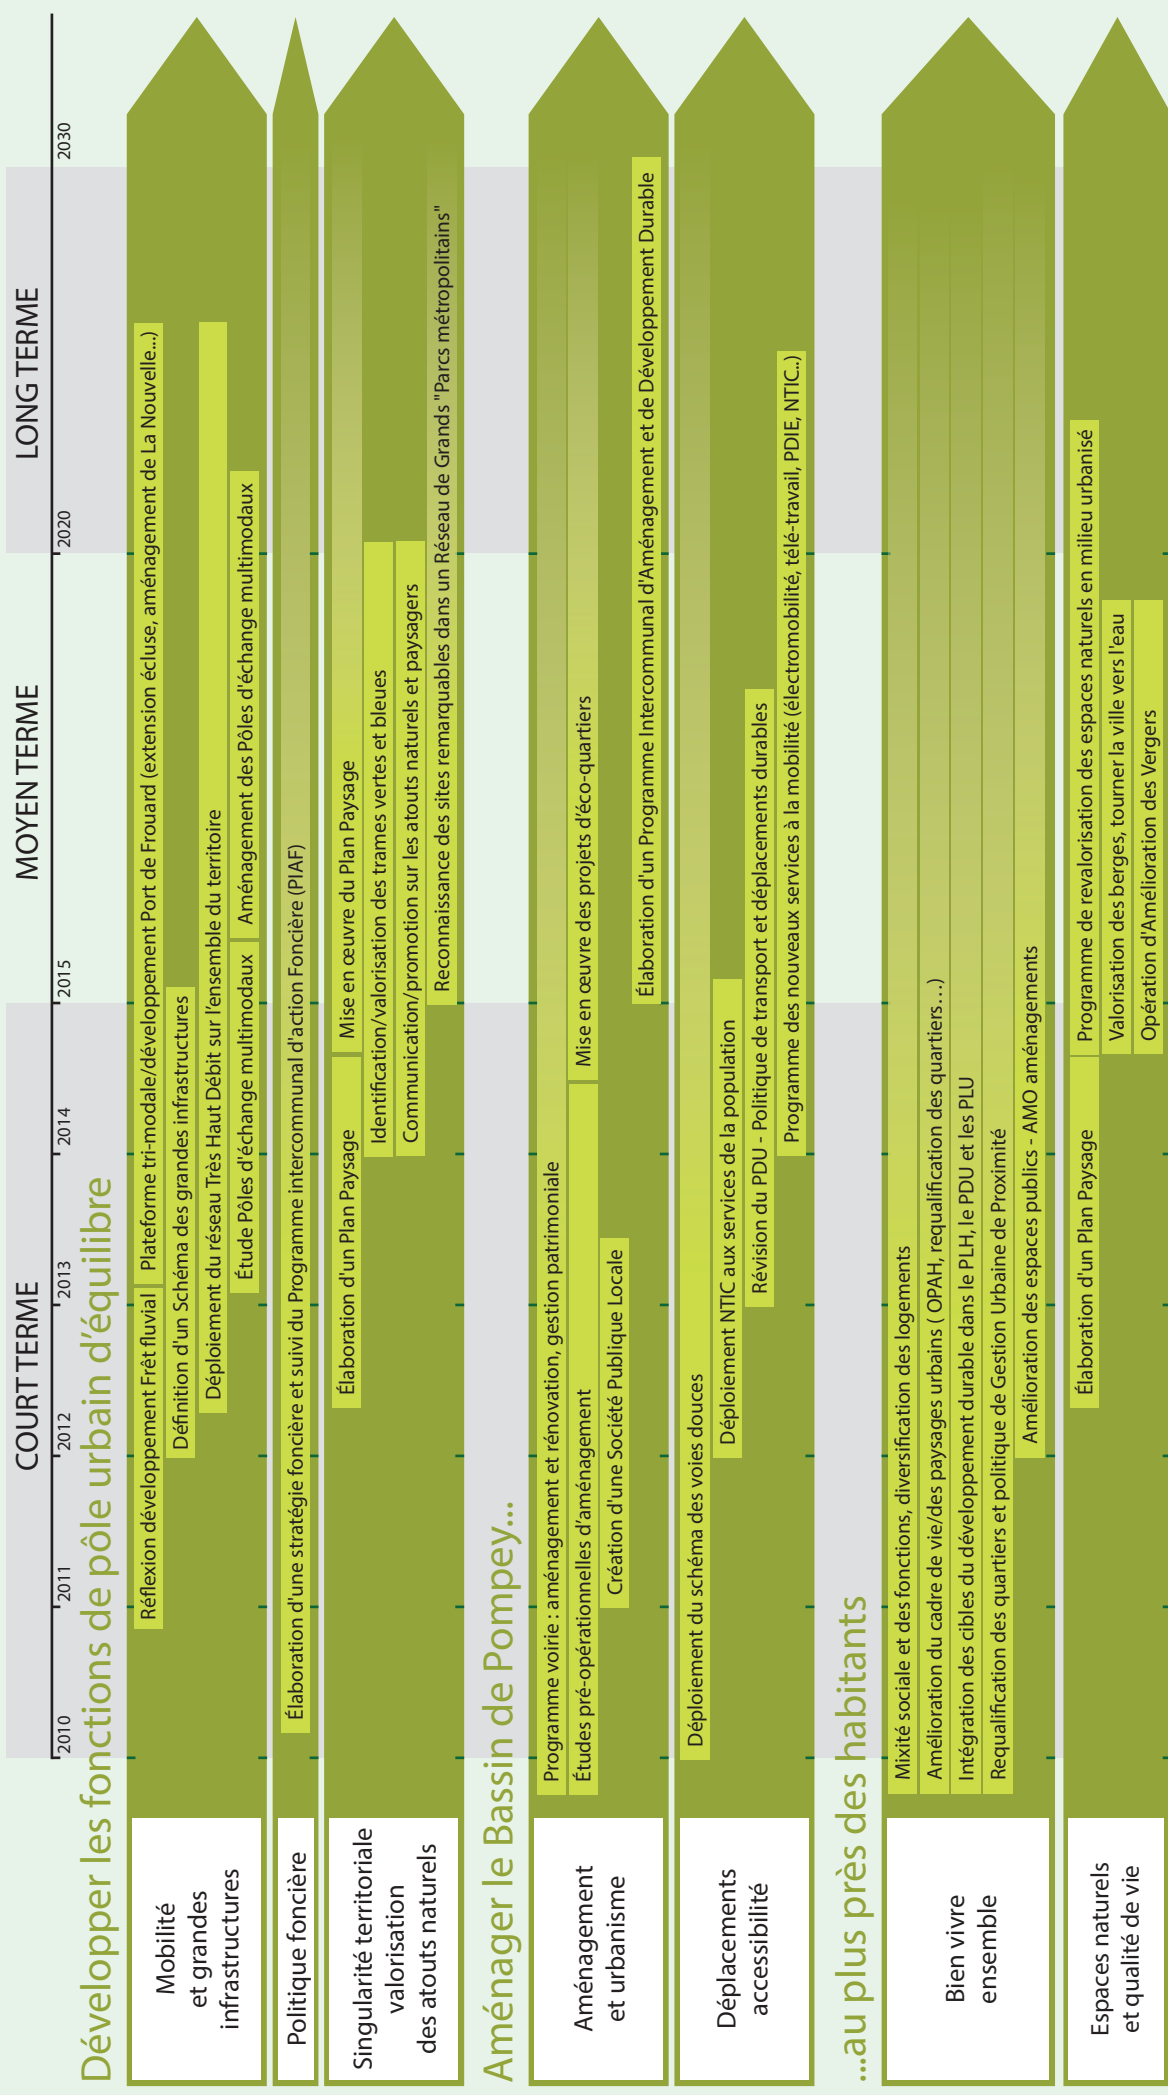 COURT TERME
MOYEN TERME
LONG TERME
2010
2011
2012
2013
2014
2015
2020
2030
Développer les fonctions de pôle urbain d'équilibre
Mobilité
et grandes
infrastructures
Réflexion développement Frêt fluvial
Plateforme tri-modale/développement Port de Frouard (extension écluse, aménagement de La Nouvelle...)
Définition d'un Schéma des grandes infrastructures
Déploiement du réseau Très Haut Débit sur l'ensemble du territoire
Étude Pôles d'échange multimodaux
Aménagement des Pôles d'échange multimodaux
Politique foncière
Élaboration d'une stratégie foncière et suivi du Programme intercommunal d'action Foncière (PIAF)
Singularité territoriale
valorisation
des atouts naturels
Élaboration d'un Plan Paysage
Mise en œuvre du Plan Paysage
Identification/valorisation des trames vertes et bleues
Communication/promotion sur les atouts naturels et paysagers
Reconnaissance des sites remarquables dans un Réseau de Grands "Parcs métropolitains"
Aménager le Bassin de Pompey...
Aménagement
et urbanisme
Programme voirie : aménagement et rénovation, gestion patrimoniale
Études pré-opérationnelles d'aménagement
Mise en œuvre des projets d'éco-quartiers
Création d'une Société Publique Locale
Élaboration d'un Programme Intercommunal d'Aménagement et de Développement Durable
Déplacements
accessibilité
Déploiement du schéma des voies douces
Déploiement NTIC aux services de la population
Révision du PDU - Politique de transport et déplacements durables
Programme des nouveaux services à la mobilité (électromobilité, télé-travail, PDIE, NTIC..)
...au plus près des habitants
Bien vivre
ensemble
Mixité sociale et des fonctions, diversification des logements
Amélioration du cadre de vie/des paysages urbains ( OPAH, requalification des quartiers…)
Intégration des cibles du développement durable dans le PLH, le PDU et les PLU
Requalification des quartiers et politique de Gestion Urbaine de Proximité
Amélioration des espaces publics - AMO aménagements
Espaces naturels
et qualité de vie
Élaboration d'un Plan Paysage
Programme de revalorisation des espaces naturels en milieu urbanisé
Valorisation des berges, tourner la ville vers l'eau
Opération d'Amélioration des Vergers